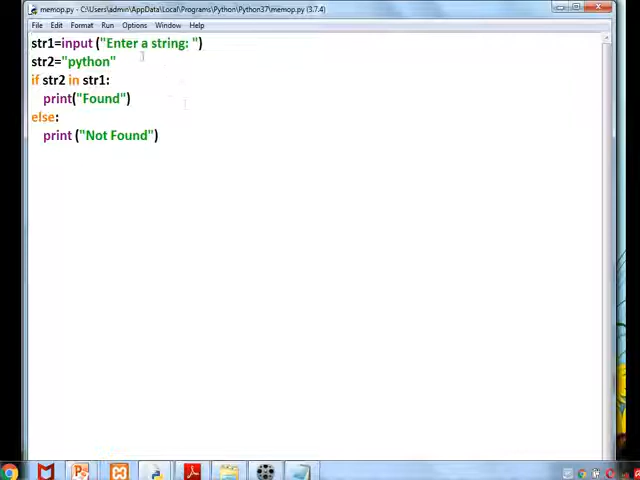 memop.py - C:\Users\admin\AppData\Local\Programs\Python\Python37\memop.py (3.7.4)
File Edit Format Run Options Window Help
str1=input ("Enter a string: ")
str2="python"
if str2 in str1:
    print("Found")
else:
    print ("Not Found")